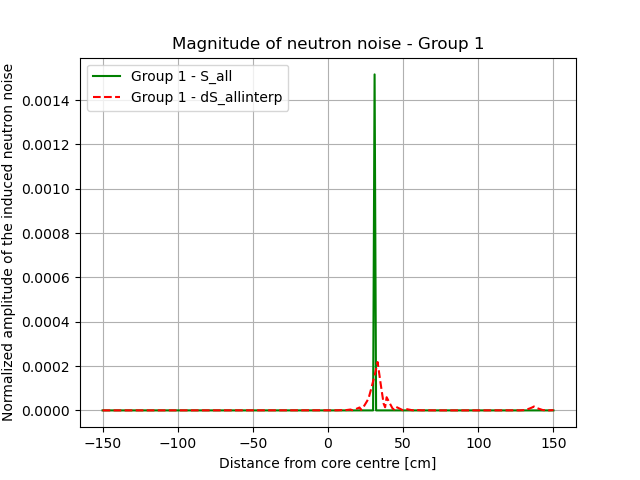 Magnitude of neutron noise - Group 1
Group 1 - S_all
Group 1 - dS_allinterp
Normalized amplitude of the induced neutron noise
0.0014
0.0012
0.0010
0.0008
0.0006
0.0004
0.0002
0.0000
−150 −100 −50 0 50 100 150
Distance from core centre [cm]